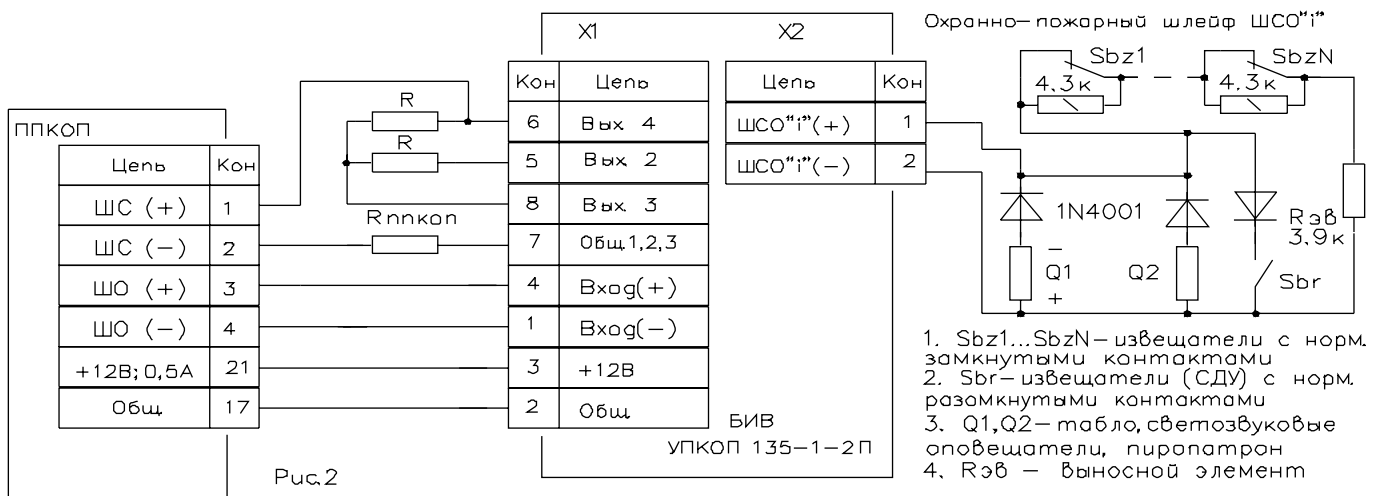 X1
X2
Охранно-пожарный шлейф ШСО"i"
Sbz1
SbzN
4.3к
4.3к
ППКОП
Цепь
Кон
ШС (+)
1
ШС (-)
2
ШО (+)
3
ШО (-)
4
+12В; 0,5А
21
Общ.
17
R
R
Rппкоп
Кон
Цепь
6
Вых. 4
5
Вых. 2
8
Вых. 3
7
Общ.1,2,3
4
Вход(+)
1
Вход(-)
3
+12В
2
Общ.
Цепь
Кон
ШСО"i"(+)
1
ШСО"i"(-)
2
1N4001
Rэв
3.9к
-
Q1
+
Q2
Sbr
БИВ
УПКОП 135-1-2П
Рис.2
1. Sbz1...SbzN-извещатели с норм.
замкнутыми контактами
2. Sbr-извещатели (СДУ) с норм.
разомкнутыми контактами
3. Q1,Q2-табло,светозвуковые
оповещатели, пиропатрон
4. Rэв - выносной элемент